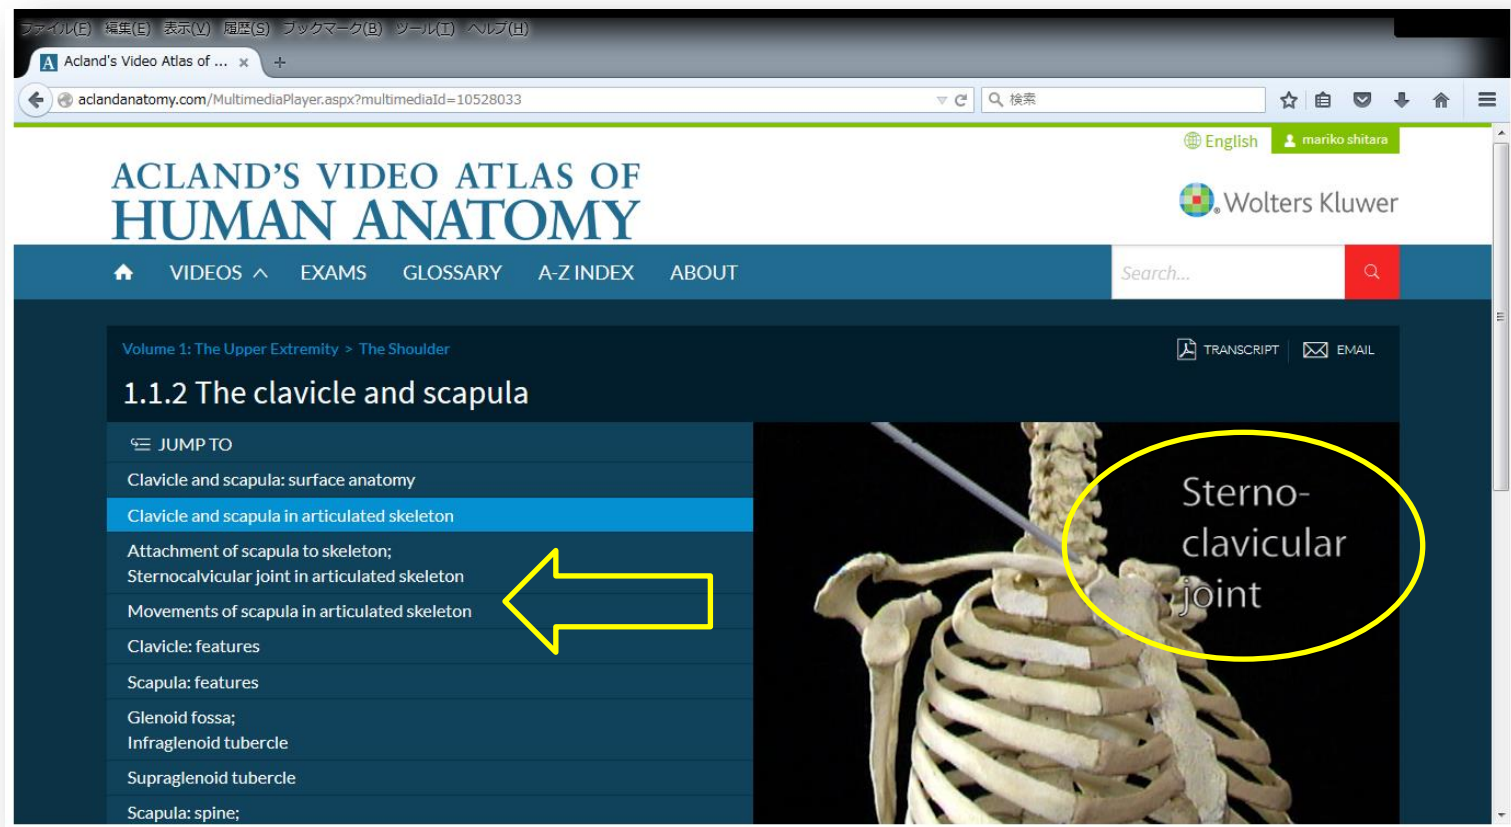 ファイル(F) 編集(E) 表示(V) 履歴(S) ブックマーク(B) ツール(T) ヘルプ(H)
A Acland's Video Atlas of ... × +
aclandanatomy.com/MultimediaPlayer.aspx?multimediaId=10528033 検索
English mariko shitara
ACLAND'S VIDEO ATLAS OF
HUMAN ANATOMY
Wolters Kluwer
VIDEOS EXAMS GLOSSARY A-Z INDEX ABOUT Search...
Volume 1: The Upper Extremity > The Shoulder TRANSCRIPT EMAIL
1.1.2 The clavicle and scapula
JUMP TO
Clavicle and scapula: surface anatomy
Clavicle and scapula in articulated skeleton
Attachment of scapula to skeleton;
Sternocalvicular joint in articulated skeleton
Movements of scapula in articulated skeleton
Clavicle: features
Scapula: features
Glenoid fossa;
Infraglenoid tubercle
Supraglenoid tubercle
Scapula: spine;
Sterno-
clavicular
joint